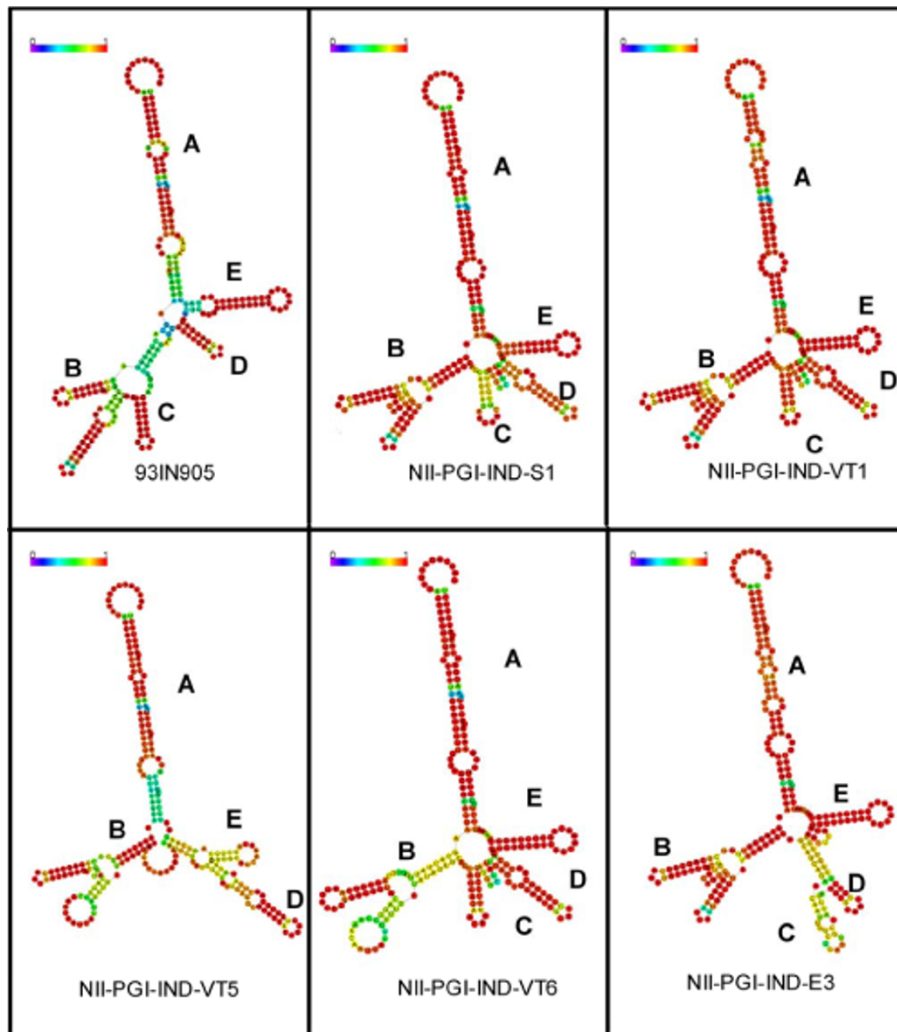 0 1
A
E
B
D
C
93IN905
0 1
A
E
B
D
C
NII-PGI-IND-S1
0 1
A
E
B
D
C
NII-PGI-IND-VT1
0 1
A
B
E
D
NII-PGI-IND-VT5
0 1
A
E
B
D
C
NII-PGI-IND-VT6
0 1
A
E
B
D
C
NII-PGI-IND-E3